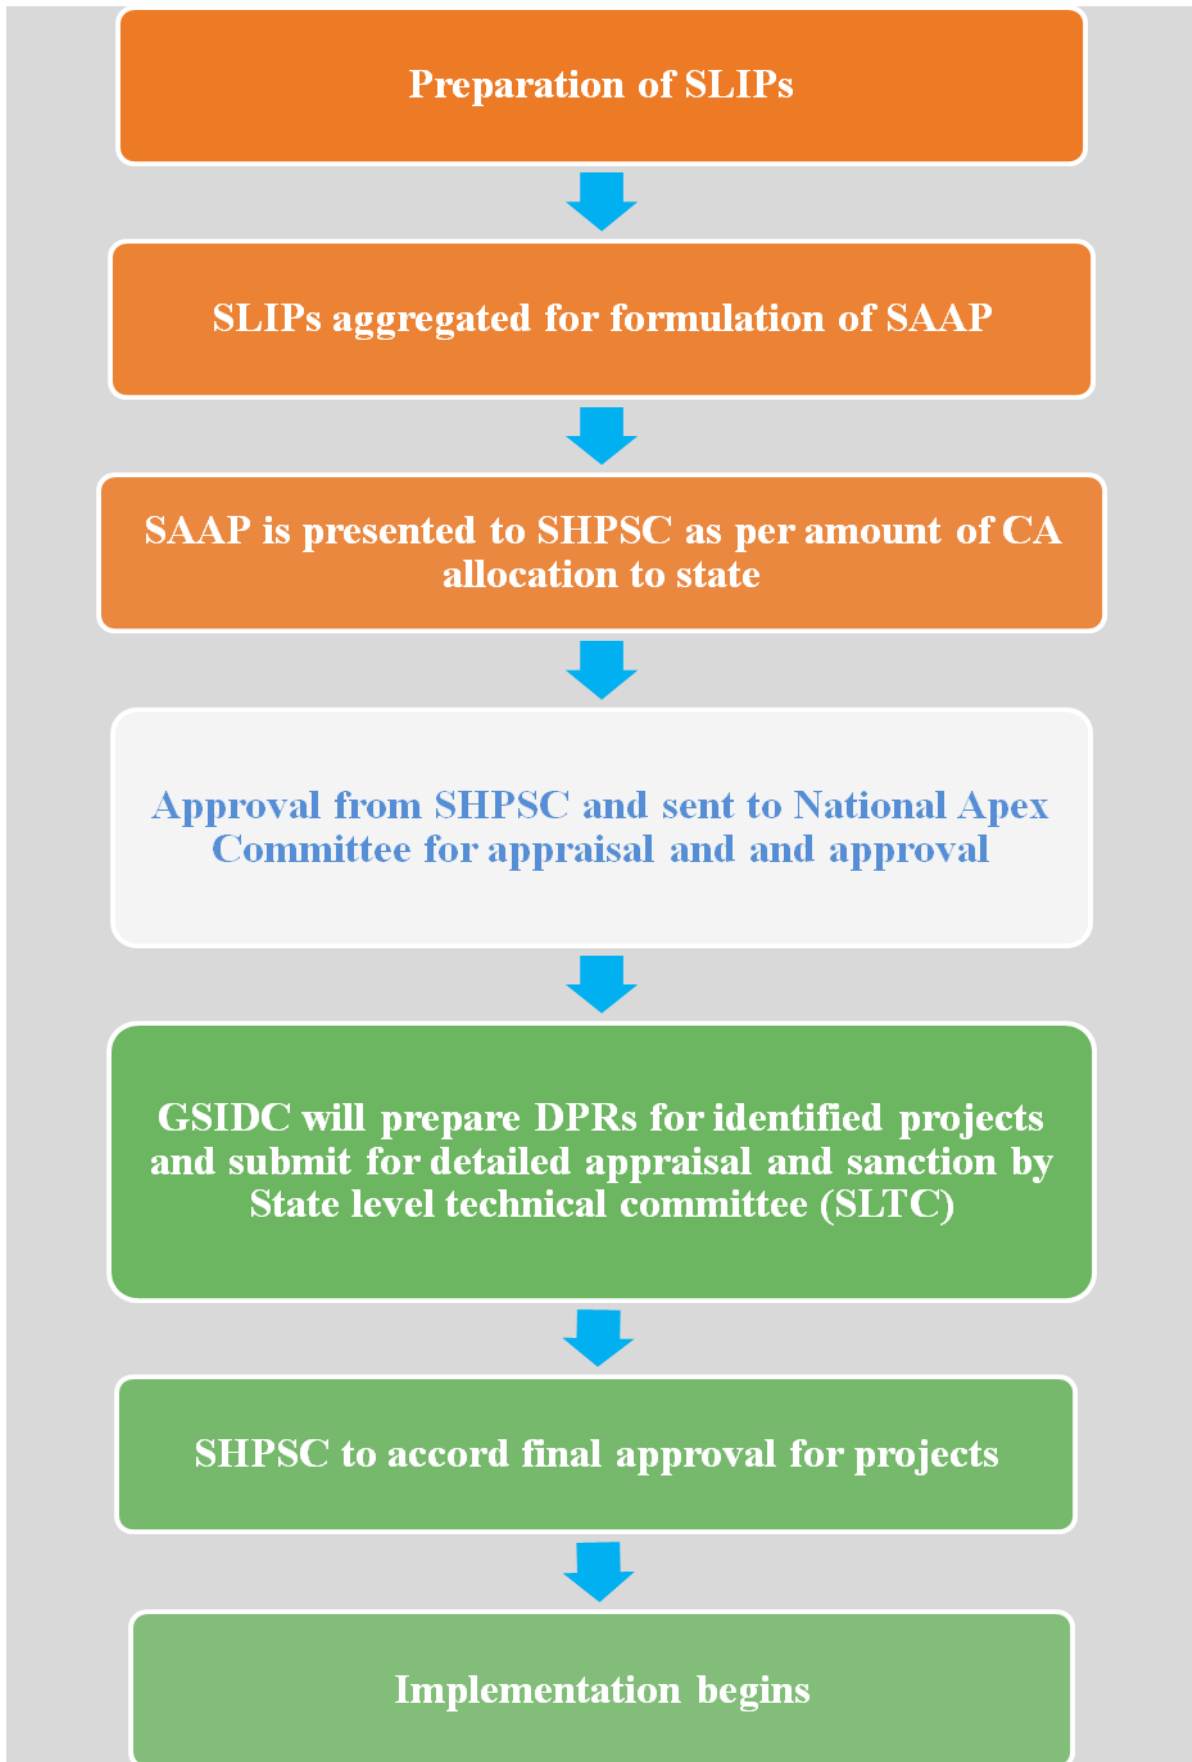 Preparation of SLIPs
SLIPs aggregated for formulation of SAAP
SAAP is presented to SHPSC as per amount of CA
allocation to state
Approval from SHPSC and sent to National Apex
Committee for appraisal and and approval
GSIDC will prepare DPRs for identified projects
and submit for detailed appraisal and sanction by
State level technical committee (SLTC)
SHPSC to accord final approval for projects
Implementation begins